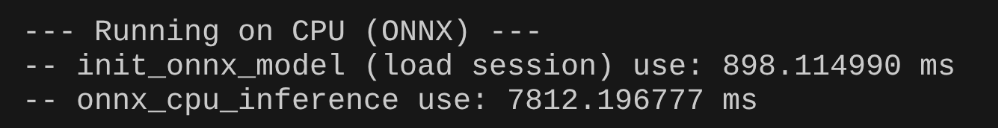 --- Running on CPU (ONNX) ---
-- init_onnx_model (load session) use: 898.114990 ms
-- onnx_cpu_inference use: 7812.196777 ms